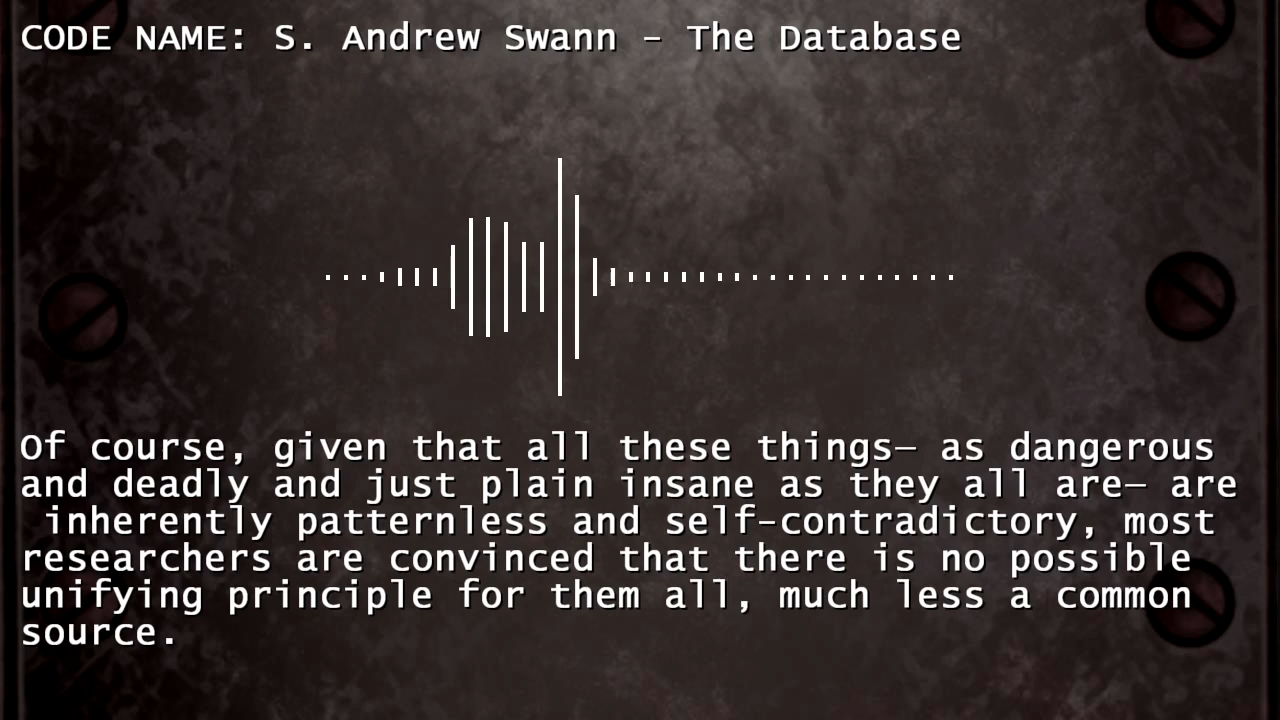 CODE NAME: S. Andrew Swann - The Database
Of course, given that all these things— as dangerous
and deadly and just plain insane as they all are— are
inherently patternless and self-contradictory, most
researchers are convinced that there is no possible
unifying principle for them all, much less a common
source.